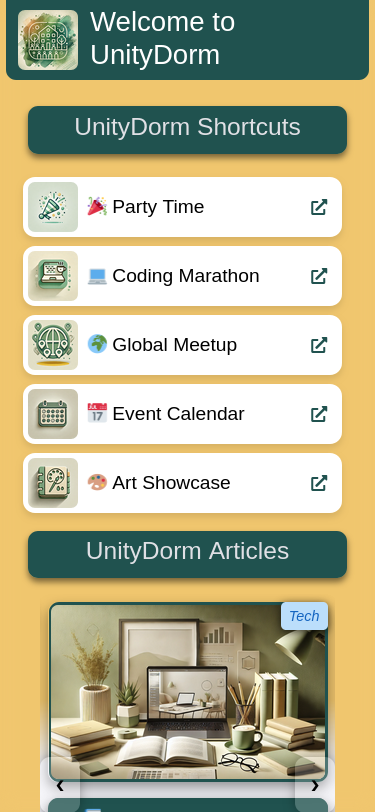 Welcome to
UnityDorm
UnityDorm Shortcuts
🎉 Party Time
💻 Coding Marathon
🌍 Global Meetup
📅 Event Calendar
🎨 Art Showcase
UnityDorm Articles
Tech
‹ ›